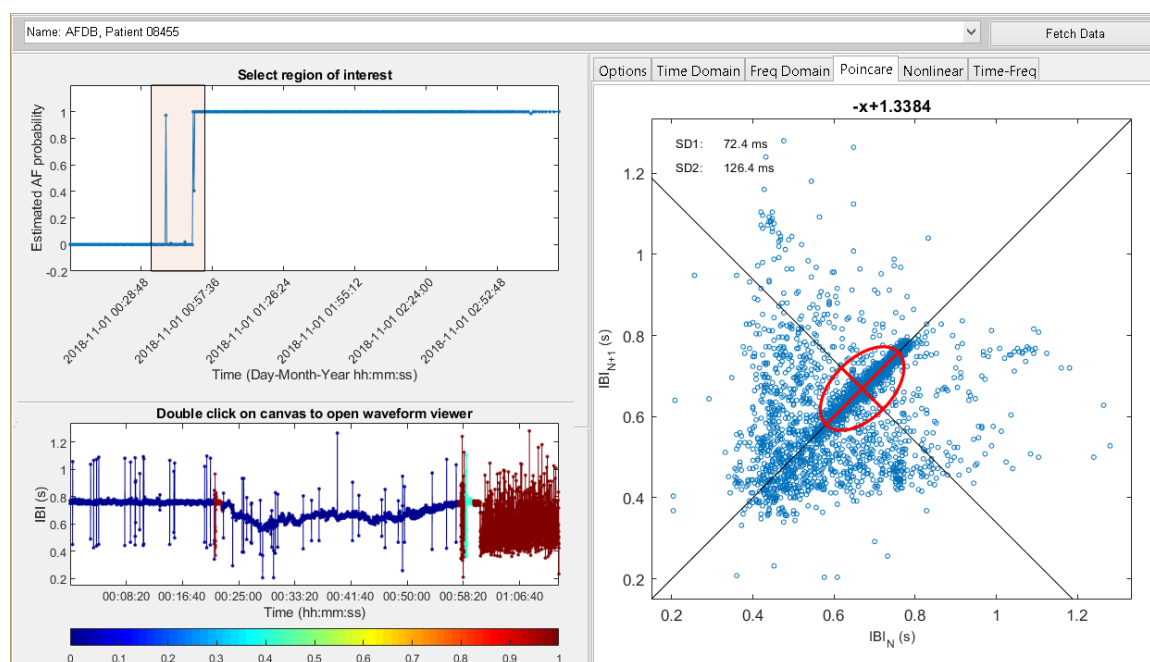 Name: AFDB, Patient 08455
Fetch Data
Select region of interest
Estimated AF probability
1
0.8
0.6
0.4
0.2
0
-0.2
2018-11-01 00:28:48
2018-11-01 00:57:36
2018-11-01 01:26:24
2018-11-01 01:55:12
2018-11-01 02:24:00
2018-11-01 02:52:48
Time (Day-Month-Year hh:mm:ss)
Double click on canvas to open waveform viewer
IBI (s)
1.2
1
0.8
0.6
0.4
0.2
00:08:20 00:16:40 00:25:00 00:33:20 00:41:40 00:50:00 00:58:20 01:06:40
Time (hh:mm:ss)
0 0.1 0.2 0.3 0.4 0.5 0.6 0.7 0.8 0.9 1
Options Time Domain Freq Domain Poincare Nonlinear Time-Freq
-x+1.3384
SD1: 72.4 ms
SD2: 126.4 ms
IBI_N+1 (s)
1.2
1
0.8
0.6
0.4
0.2
0.2 0.4 0.6 0.8 1 1.2
IBI_N (s)